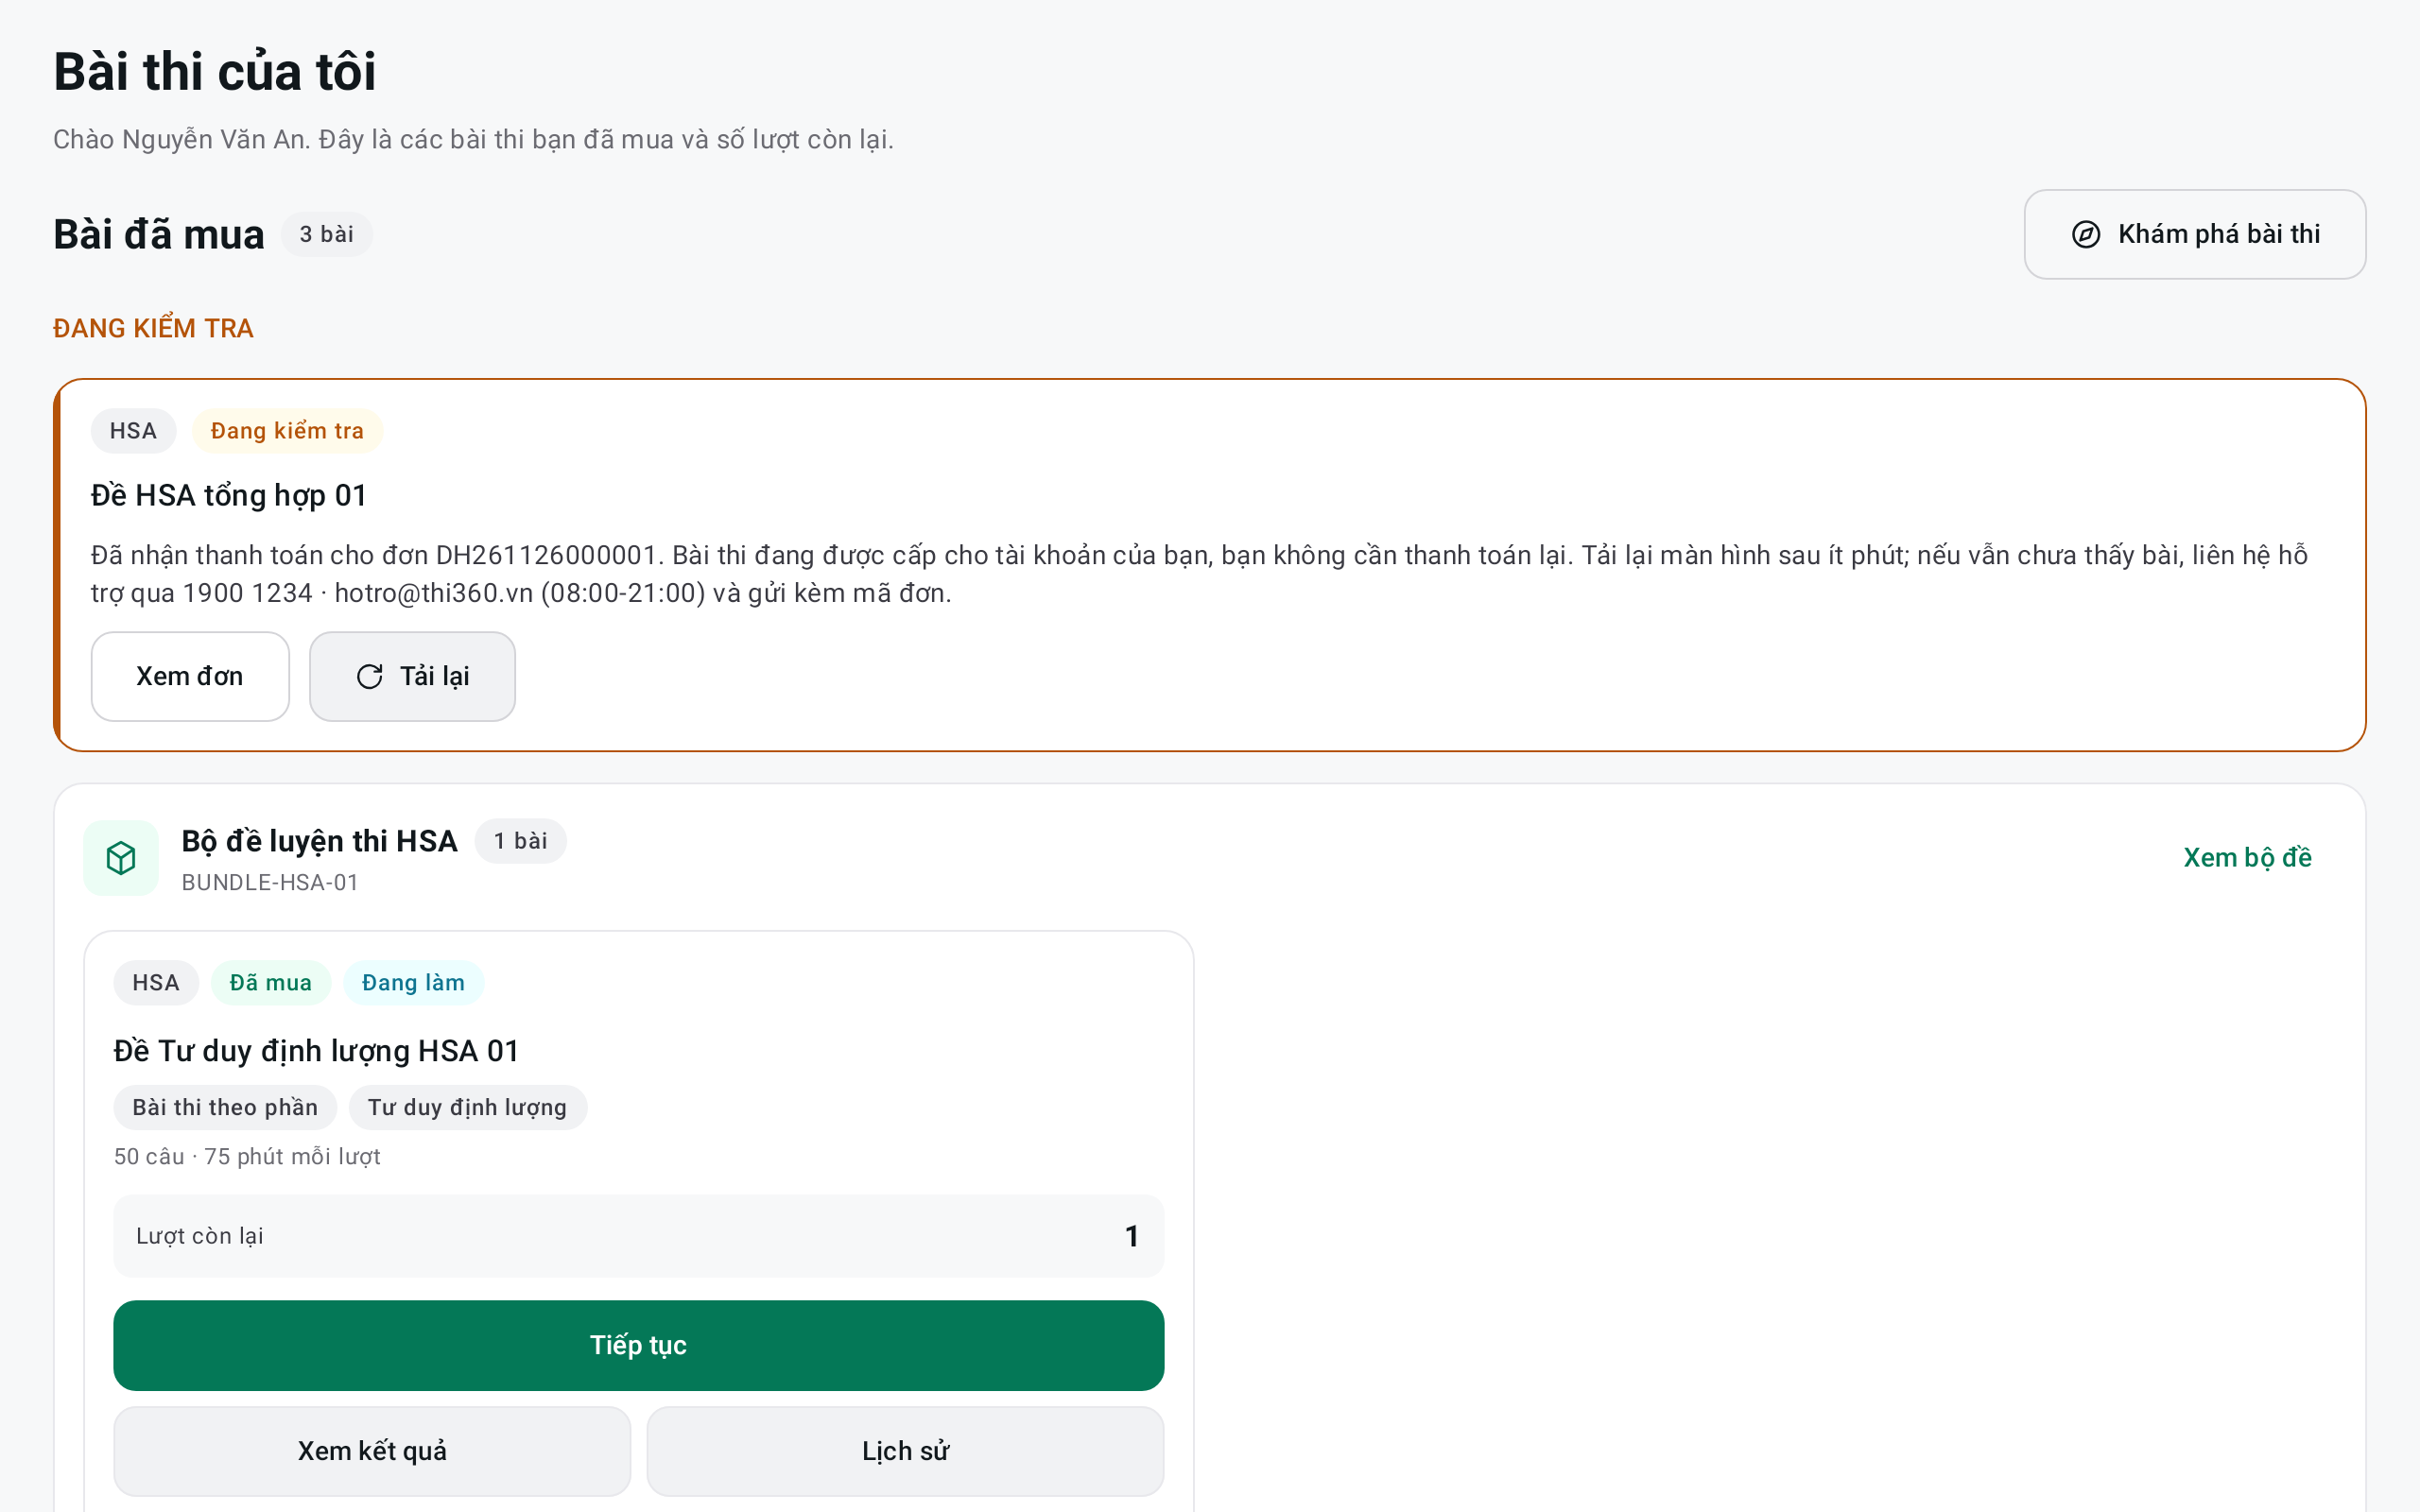 Bài thi của tôi
Chào Nguyễn Văn An. Đây là các bài thi bạn đã mua và số lượt còn lại.
Bài đã mua 3 bài
Khám phá bài thi
ĐANG KIỂM TRA
HSA Đang kiểm tra
Đề HSA tổng hợp 01
Đã nhận thanh toán cho đơn DH261126000001. Bài thi đang được cấp cho tài khoản của bạn, bạn không cần thanh toán lại. Tải lại màn hình sau ít phút; nếu vẫn chưa thấy bài, liên hệ hỗ
trợ qua 1900 1234 · hotro@thi360.vn (08:00-21:00) và gửi kèm mã đơn.
Xem đơn Tải lại
Bộ đề luyện thi HSA 1 bài
BUNDLE-HSA-01
Xem bộ đề
HSA Đã mua Đang làm
Đề Tư duy định lượng HSA 01
Bài thi theo phần Tư duy định lượng
50 câu · 75 phút mỗi lượt
Lượt còn lại 1
Tiếp tục
Xem kết quả Lịch sử